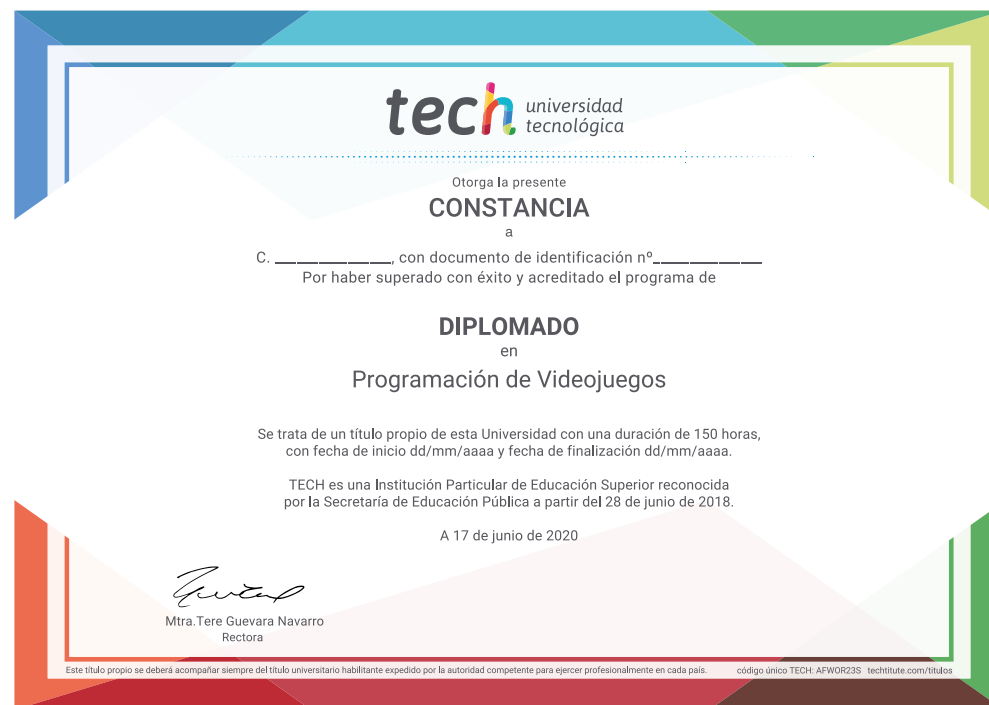 tech universidad
tecnológica
Otorga la presente
CONSTANCIA
a
C. ______________, con documento de identificación nº_____________
Por haber superado con éxito y acreditado el programa de
DIPLOMADO
en
Programación de Videojuegos
Se trata de un título propio de esta Universidad con una duración de 150 horas,
con fecha de inicio dd/mm/aaaa y fecha de finalización dd/mm/aaaa.
TECH es una Institución Particular de Educación Superior reconocida
por la Secretaría de Educación Pública a partir del 28 de junio de 2018.
A 17 de junio de 2020
Mtra.Tere Guevara Navarro
Rectora
Este título propio se deberá acompañar siempre del título universitario habilitante expedido por la autoridad competente para ejercer profesionalmente en cada país. código único TECH: AFWOR23S techtitute.com/titulos